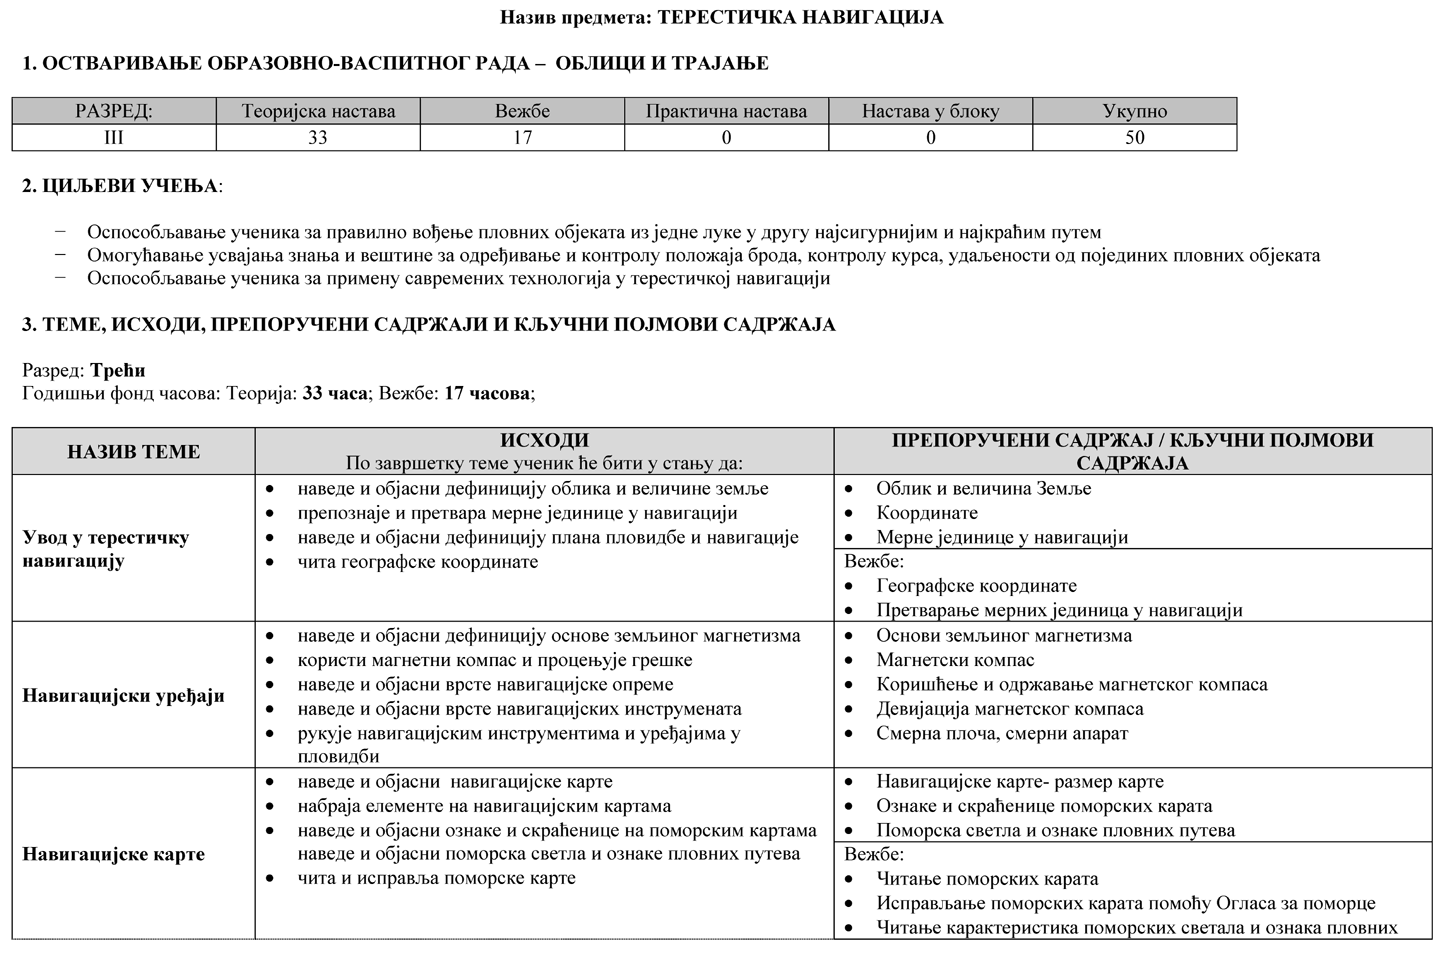 Назив предмета: ТЕРЕСТИЧКА НАВИГАЦИЈА
1. ОСТВАРИВАЊЕ ОБРАЗОВНО-ВАСПИТНОГ РАДА – ОБЛИЦИ И ТРАЈАЊЕ
РАЗРЕД: Теоријска настава Вежбе Практична настава Настава у блоку Укупно
III 33 17 0 0 50
2. ЦИЉЕВИ УЧЕЊА:
− Оспособљавање ученика за правилно вођење пловних објеката из једне луке у другу најсигурнијим и најкраћим путем
− Омогућавање усвајања знања и вештине за одређивање и контролу положаја брода, контролу курса, удаљености од појединих пловних објеката
− Оспособљавање ученика за примену савремених технологија у терестичкој навигацији
3. ТЕМЕ, ИСХОДИ, ПРЕПОРУЧЕНИ САДРЖАЈИ И КЉУЧНИ ПОЈМОВИ САДРЖАЈА
Разред: Трећи
Годишњи фонд часова: Теорија: 33 часа; Вежбе: 17 часова;
НАЗИВ ТЕМЕ
ИСХОДИ
По завршетку теме ученик ће бити у стању да:
ПРЕПОРУЧЕНИ САДРЖАЈ / КЉУЧНИ ПОЈМОВИ
САДРЖАЈА
Увод у терестичку
навигацију
• наведе и објасни дефиницију облика и величине земље
• препознаје и претвара мерне јединице у навигацији
• наведе и објасни дефиницију плана пловидбе и навигације
• чита географске координате
• Облик и величина Земље
• Координате
• Мерне јединице у навигацији
Вежбе:
• Географске координате
• Претварање мерних јединица у навигацији
Навигацијски уређаји
• наведе и објасни дефиницију основе земљиног магнетизма
• користи магнетни компас и процењује грешке
• наведе и објасни врсте навигацијске опреме
• наведе и објасни врсте навигацијских инструмената
• рукује навигацијским инструментима и уређајима у
пловидби
• Основи земљиног магнетизма
• Магнетски компас
• Коришћење и одржавање магнетског компаса
• Девијација магнетског компаса
• Смерна плоча, смерни апарат
Навигацијске карте
• наведе и објасни навигацијске карте
• набраја елементе на навигацијским картама
• наведе и објасни ознаке и скраћенице на поморским картама
наведе и објасни поморска светла и ознаке пловних путева
• чита и исправља поморске карте
• Навигацијске карте- размер карте
• Ознаке и скраћенице поморских карата
• Поморска светла и ознаке пловних путева
Вежбе:
• Читање поморских карата
• Исправљање поморских карата помоћу Огласа за поморце
• Читање карактеристика поморских светала и ознака пловних